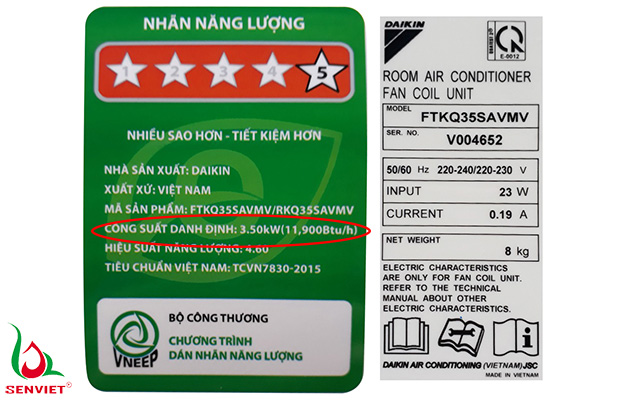 NHÃN NĂNG LƯỢNG
1 2 3 4 5
NHIỀU SAO HƠN - TIẾT KIỆM HƠN
NHÀ SẢN XUẤT: DAIKIN
XUẤT XỨ: VIỆT NAM
MÃ SẢN PHẨM: FTKQ35SAVMV/RKQ35SAVMV
CÔNG SUẤT DANH ĐỊNH: 3.50kW(11,900Btu/h)
HIỆU SUẤT NĂNG LƯỢNG: 4.60
TIÊU CHUẨN VIỆT NAM: TCVN7830-2015
VNEEP
BỘ CÔNG THƯƠNG
CHƯƠNG TRÌNH
DÁN NHÃN NĂNG LƯỢNG
SENVIET®
DAIKIN
E-0012
ROOM AIR CONDITIONER
FAN COIL UNIT
MODEL
FTKQ35SAVMV
SER. NO.
V004652
50/60 Hz 220-240/220-230 V
INPUT 23 W
CURRENT 0.19 A
NET WEIGHT
8 kg
ELECTRIC CHARACTERISTICS
ARE ONLY FOR FAN COIL UNIT.
REFER TO THE TECHNICAL
MANUAL ABOUT OTHER
ELECTRIC CHARACTERISTICS.
DAIKIN AIR CONDITIONING (VIETNAM) JSC
MADE IN VIETNAM